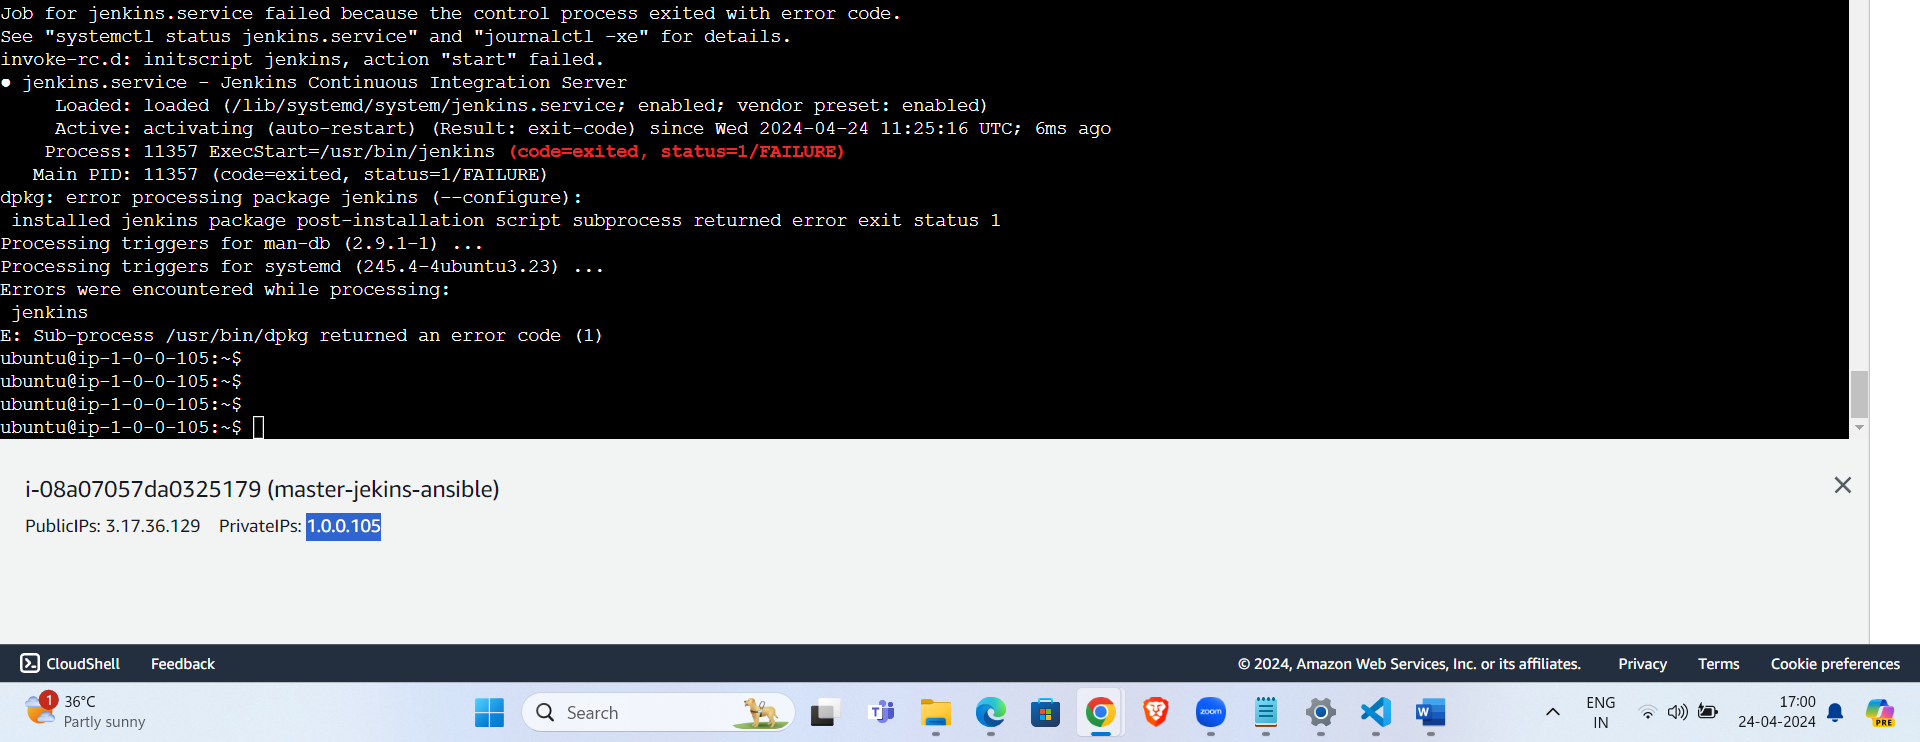 Job for jenkins.service failed because the control process exited with error code.
See "systemctl status jenkins.service" and "journalctl -xe" for details.
invoke-rc.d: initscript jenkins, action "start" failed.
● jenkins.service - Jenkins Continuous Integration Server
     Loaded: loaded (/lib/systemd/system/jenkins.service; enabled; vendor preset: enabled)
     Active: activating (auto-restart) (Result: exit-code) since Wed 2024-04-24 11:25:16 UTC; 6ms ago
    Process: 11357 ExecStart=/usr/bin/jenkins (code=exited, status=1/FAILURE)
   Main PID: 11357 (code=exited, status=1/FAILURE)
dpkg: error processing package jenkins (--configure):
 installed jenkins package post-installation script subprocess returned error exit status 1
Processing triggers for man-db (2.9.1-1) ...
Processing triggers for systemd (245.4-4ubuntu3.23) ...
Errors were encountered while processing:
 jenkins
E: Sub-process /usr/bin/dpkg returned an error code (1)
ubuntu@ip-1-0-0-105:~$
ubuntu@ip-1-0-0-105:~$
ubuntu@ip-1-0-0-105:~$
ubuntu@ip-1-0-0-105:~$
i-08a07057da0325179 (master-jekins-ansible)
PublicIPs: 3.17.36.129 PrivateIPs: 1.0.0.105
CloudShell Feedback © 2024, Amazon Web Services, Inc. or its affiliates. Privacy Terms Cookie preferences
1 36°C
Partly sunny
Search
zoom
ENG
IN
17:00
24-04-2024
PRE